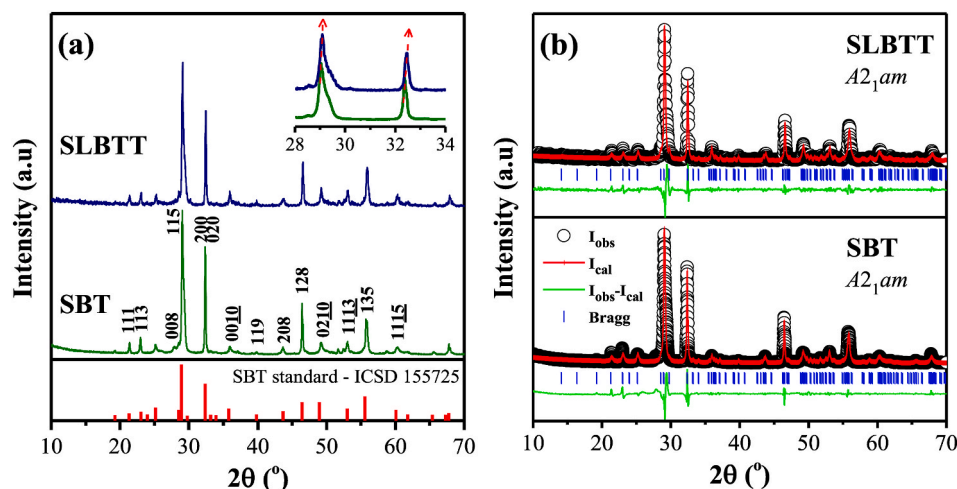 (a)
28 30 32 34
SLBTT
115
200
020
128
135
111
113
008
0010
119
208
0210
1113
1115
SBT
SBT standard - ICSD 155725
10 20 30 40 50 60 70
2θ (°)
Intensity (a.u)
(b)
SLBTT
A2₁am
SBT
A2₁am
I_obs
I_cal
I_obs-I_cal
Bragg
10 20 30 40 50 60 70
2θ (°)
Intensity (a.u)